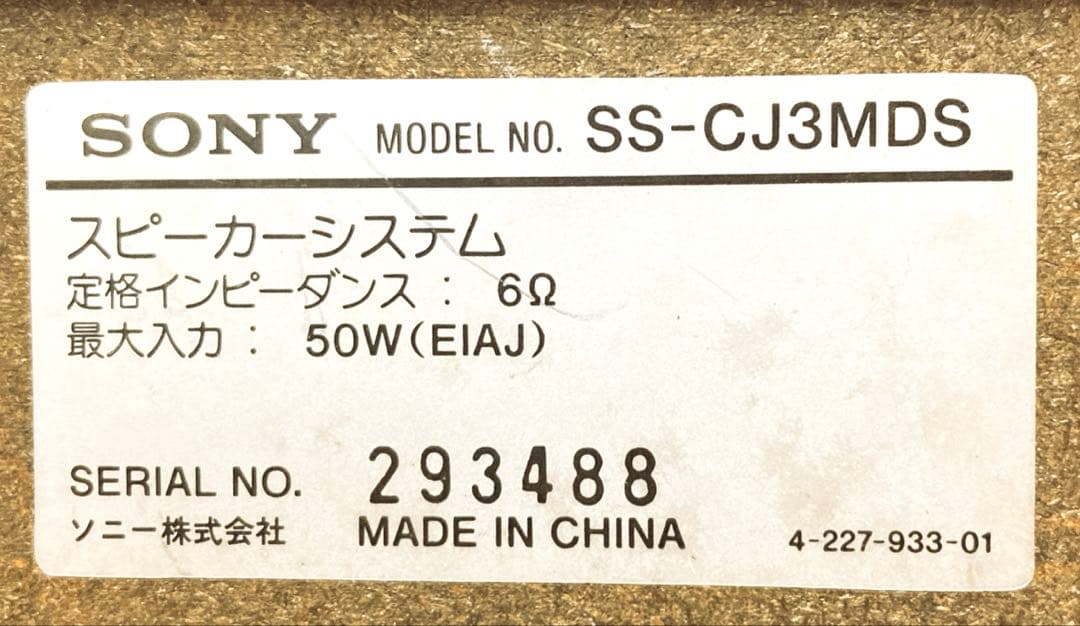 SONY MODEL NO. SS-CJ3MDS
スピーカーシステム
定格インピーダンス : 6Ω
最大入力 : 50W(EIAJ)
SERIAL NO. 293488
ソニー株式会社 MADE IN CHINA 4-227-933-01